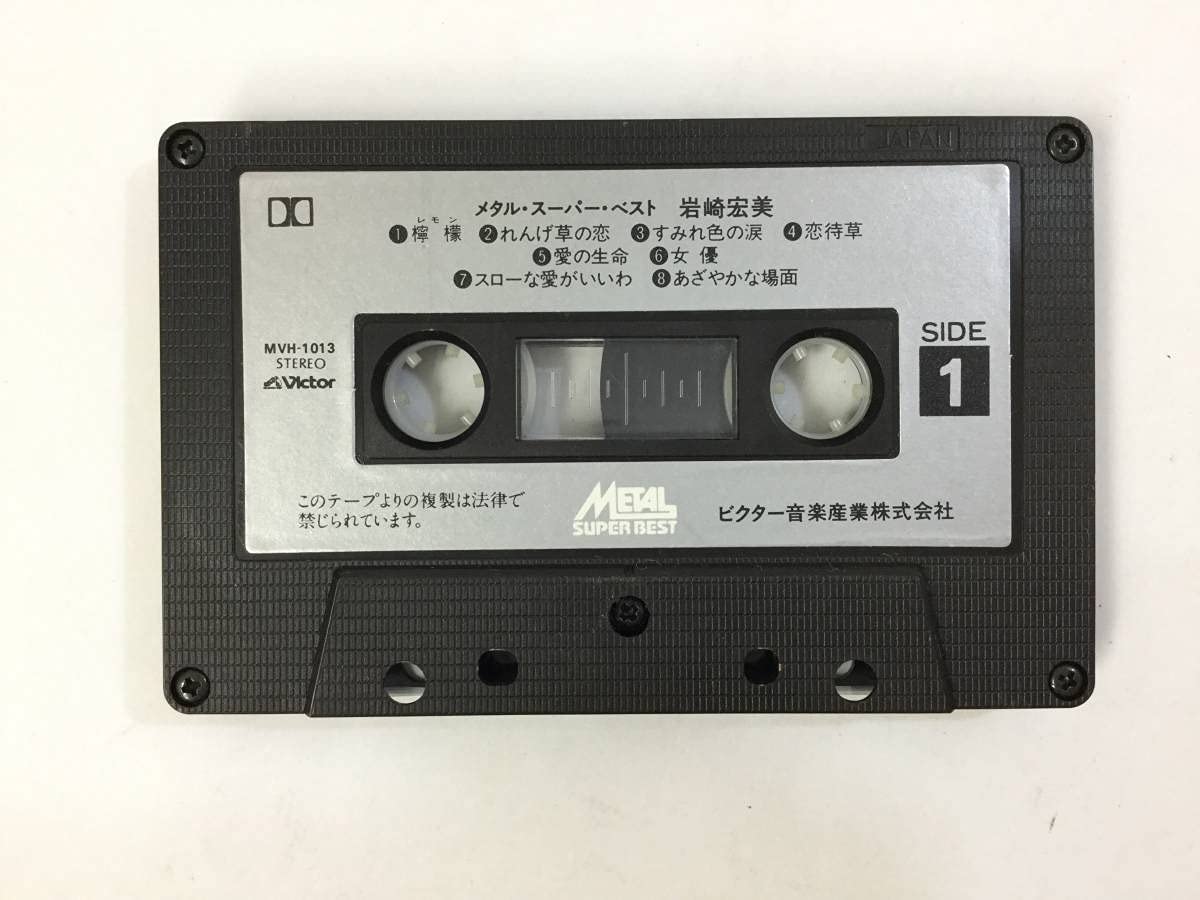 JAPAN
メタル・スーパー・ベスト 岩崎宏美
レモン
❶檸檬 ❷れんげ草の恋 ❸すみれ色の涙 ❹恋待草
❺愛の生命 ❻女優
❼スローな愛がいいわ ❽あざやかな場面
MVH-1013
STEREO
Victor
SIDE
1
このテープよりの複製は法律で
禁じられています。
METAL
SUPER BEST
ビクター音楽産業株式会社